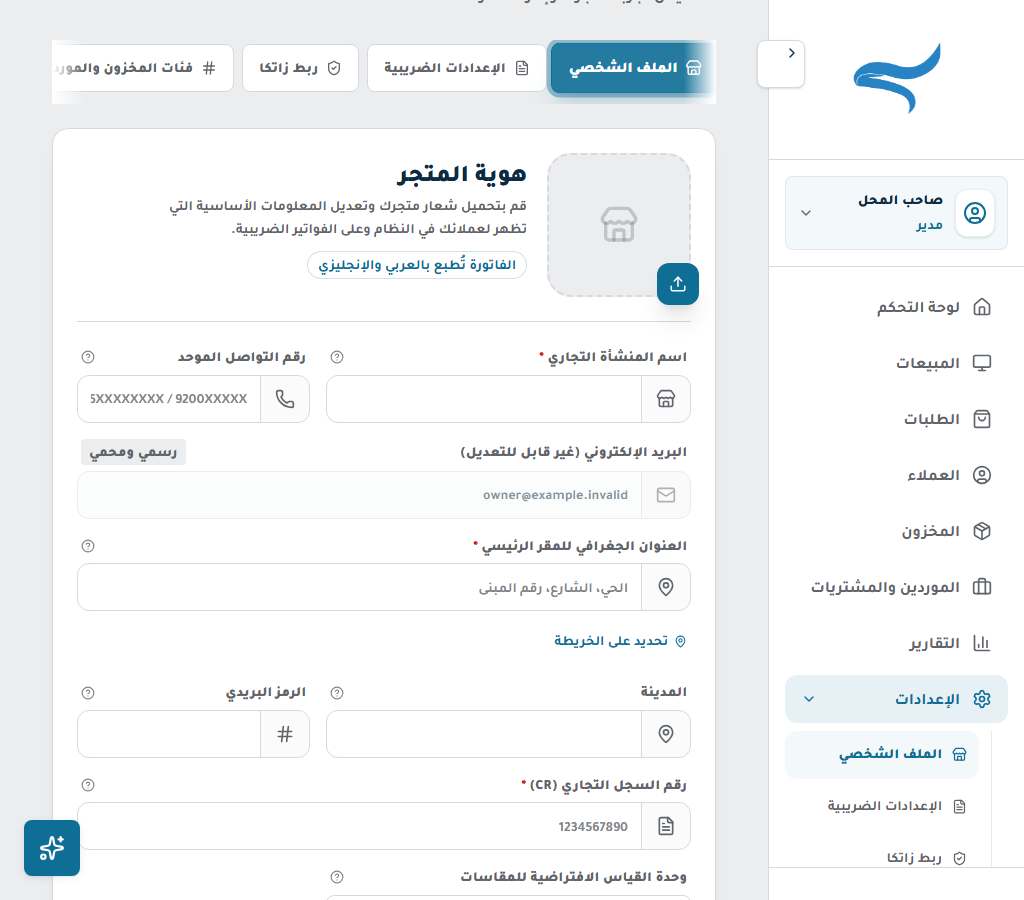 الملف الشخصي
الإعدادات الضريبية
ربط زاتكا
فئات المخزون
هوية المتجر
قم بتحميل شعار متجرك وتعديل المعلومات الأساسية التي
تظهر لعملائك في النظام وعلى الفواتير الضريبية.
الفاتورة تُطبع بالعربي والإنجليزي
اسم المنشأة التجاري *
رقم التواصل الموحد
5XXXXXXXX / 9200XXXXX
البريد الإلكتروني (غير قابل للتعديل)
رسمي ومحمي
owner@example.invalid
العنوان الجغرافي للمقر الرئيسي *
الحي، الشارع، رقم المبنى
تحديد على الخريطة
المدينة
الرمز البريدي
رقم السجل التجاري (CR) *
1234567890
وحدة القياس الافتراضية للمقاسات
صاحب المحل
مدير
لوحة التحكم
المبيعات
الطلبات
العملاء
المخزون
الموردين والمشتريات
التقارير
الإعدادات
الملف الشخصي
الإعدادات الضريبية
ربط زاتكا